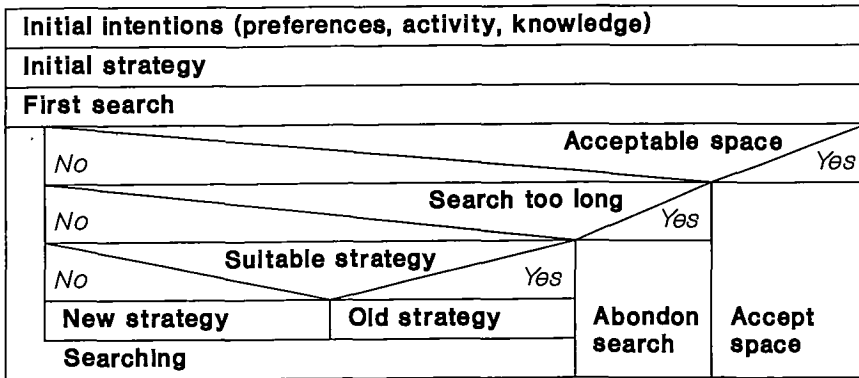 Initial intentions (preferences, activity, knowledge)
Initial strategy
First search
Acceptable space
No
Yes
Search too long
No
Yes
Suitable strategy
No
Yes
New strategy
Old strategy
Abondon
search
Accept
space
Searching